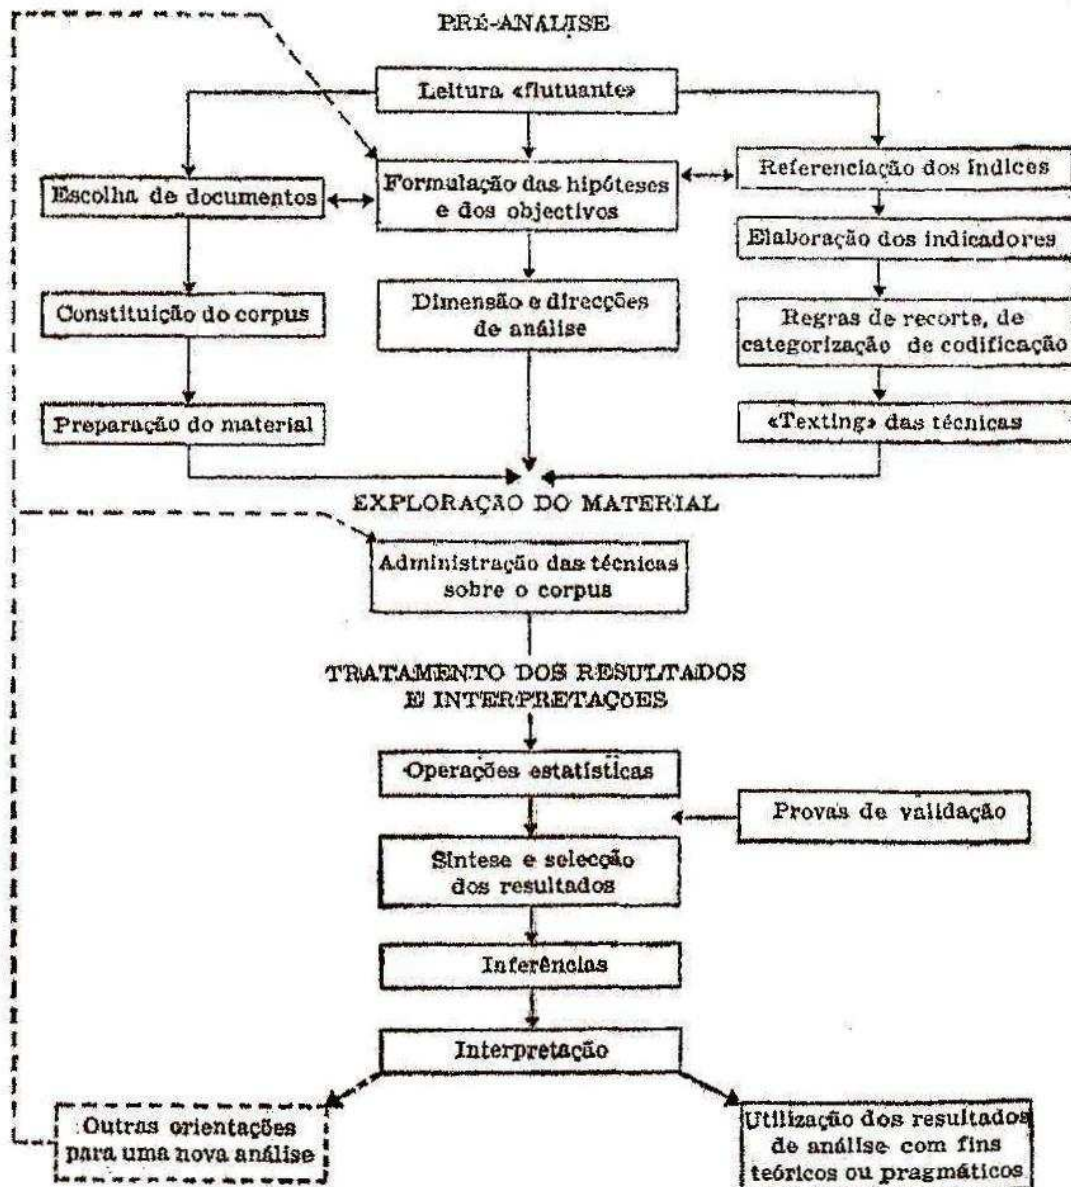 PRÉ-ANÁLISE
Leitura «flutuante»
Escolha de documentos
Formulação das hipóteses
e dos objectivos
Referenciação dos índices
Elaboração dos indicadores
Constituição do corpus
Dimensão e direcções
de análise
Regras de recorte, de
categorização de codificação
Preparação do material
«Texting» das técnicas
EXPLORAÇÃO DO MATERIAL
Administração das técnicas
sobre o corpus
TRATAMENTO DOS RESULTADOS
E INTERPRETAÇÕES
Operações estatísticas
Provas de validação
Síntese e selecção
dos resultados
Inferências
Interpretação
Outras orientações
para uma nova análise
Utilização dos resultados
de análise com fins
teóricos ou pragmáticos